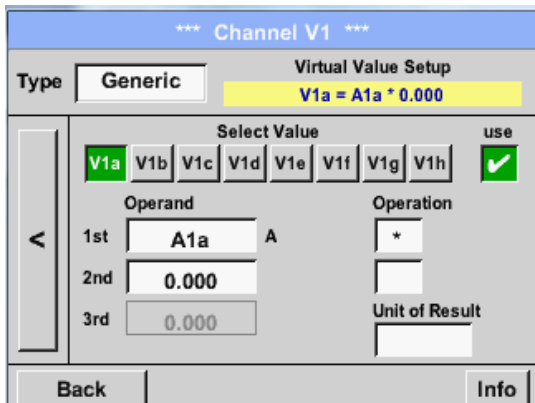 *** Channel V1 ***
Type Generic
Virtual Value Setup
V1a = A1a * 0.000
Select Value
use
V1a V1b V1c V1d V1e V1f V1g V1h
Operand
Operation
<
1st A1a A *
2nd 0.000
3rd 0.000
Unit of Result
Back
Info